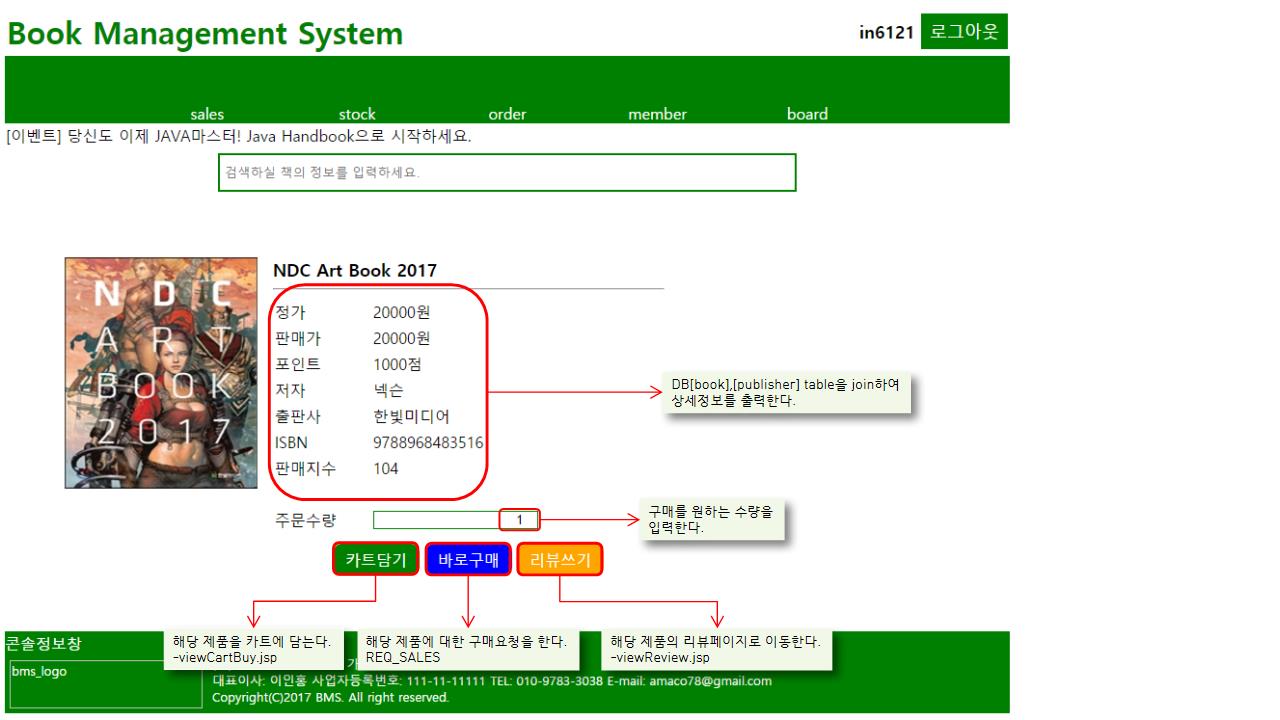 Book Management System
in6121 로그아웃
sales stock order member board
[이벤트] 당신도 이제 JAVA마스터! Java Handbook으로 시작하세요.
검색하실 책의 정보를 입력하세요.
NDC
ART
BOOK
2017
NDC Art Book 2017
정가 20000원
판매가 20000원
포인트 1000점
저자 넥슨
출판사 한빛미디어
ISBN 9788968483516
판매지수 104
DB[book],[publisher] table을 join하여
상세정보를 출력한다.
주문수량 1
구매를 원하는 수량을
입력한다.
카트담기 바로구매 리뷰쓰기
해당 제품을 카트에 담는다.
-viewCartBuy.jsp
해당 제품에 대한 구매요청을 한다.
REQ_SALES
해당 제품의 리뷰페이지로 이동한다.
-viewReview.jsp
콘솔정보창
bms_logo
대표이사: 이인홍 사업자등록번호: 111-11-11111 TEL: 010-9783-3038 E-mail: amaco78@gmail.com
Copyright(C)2017 BMS. All right reserved.